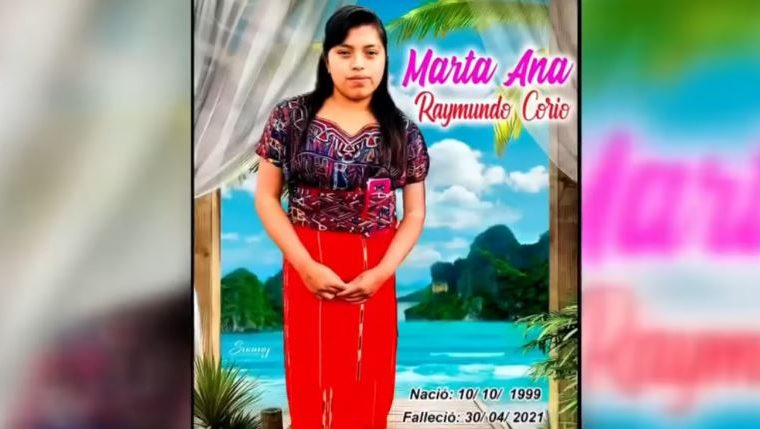 Marta Ana
Raymundo Corio
Nació: 10/ 10/ 1999
Falleció: 30/ 04/ 2021